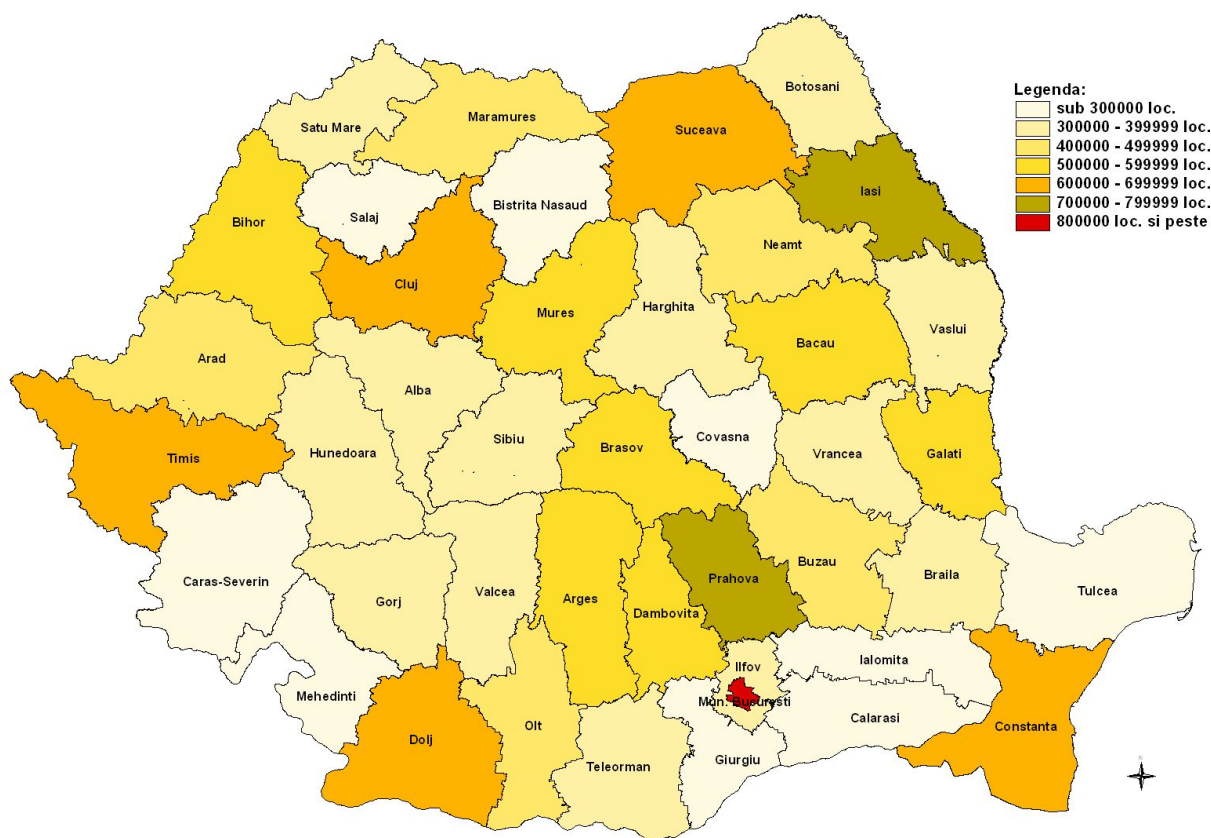 Botosani
Legenda:
sub 300000 loc.
300000 - 399999 loc.
400000 - 499999 loc.
500000 - 599999 loc.
600000 - 699999 loc.
700000 - 799999 loc.
800000 loc. si peste
Satu Mare
Maramures
Suceava
Iasi
Bistrita Nasaud
Salaj
Bihor
Neamt
Cluj
Mures
Harghita
Vaslui
Bacau
Arad
Alba
Sibiu
Covasna
Brasov
Hunedoara
Vrancea
Galati
Timis
Caras-Severin
Gorj
Valcea
Arges
Dambovita
Prahova
Buzau
Braila
Tulcea
Ilfov
Ialomita
Mehedinti
Mun. Bucuresti
Calarasi
Constanta
Dolj
Olt
Teleorman
Giurgiu